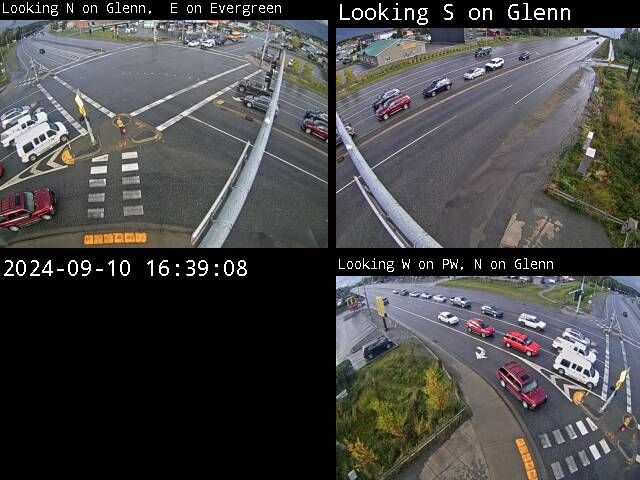 Looking N on Glenn,  E on Evergreen
Looking S on Glenn
2024-09-10 16:39:08
Looking W on PW, N on Glenn